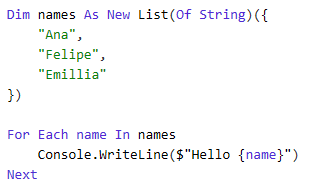 Dim names As New List(Of String)({
    "Ana",
    "Felipe",
    "Emillia"
})

For Each name In names
    Console.WriteLine($"Hello {name}")
Next